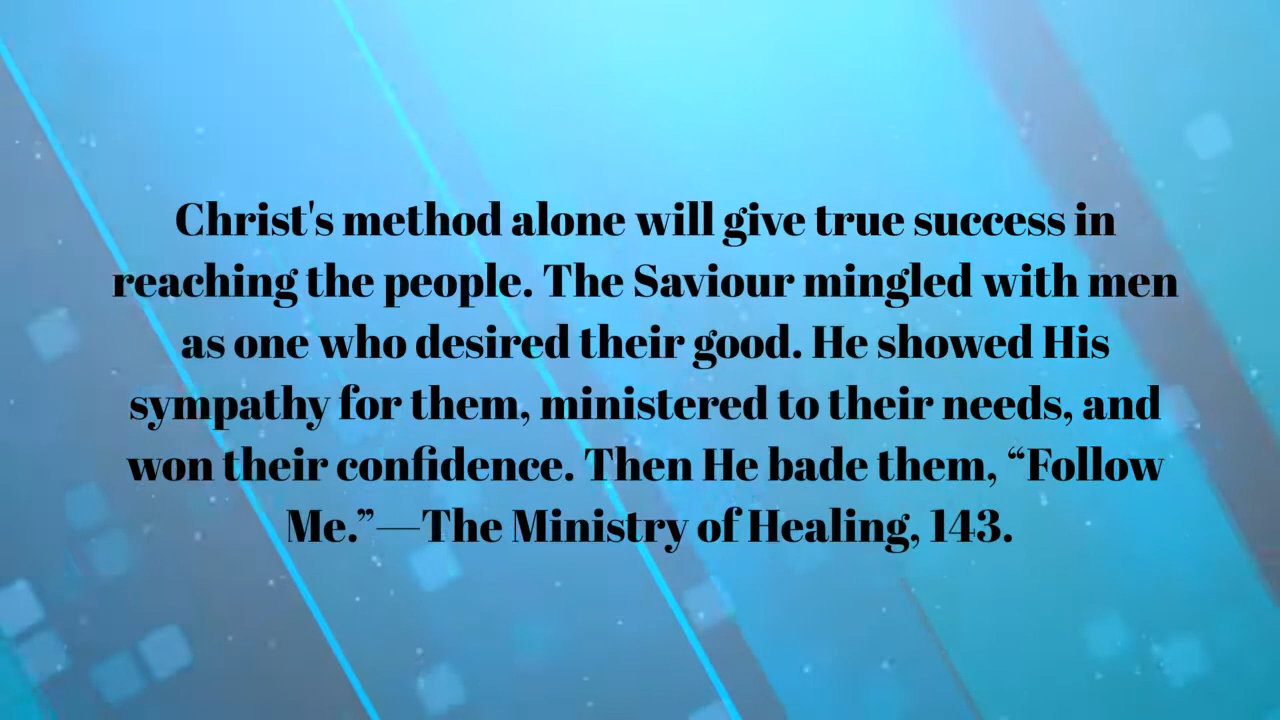 Christ's method alone will give true success in
reaching the people. The Saviour mingled with men
as one who desired their good. He showed His
sympathy for them, ministered to their needs, and
won their confidence. Then He bade them, “Follow
Me.”—The Ministry of Healing, 143.